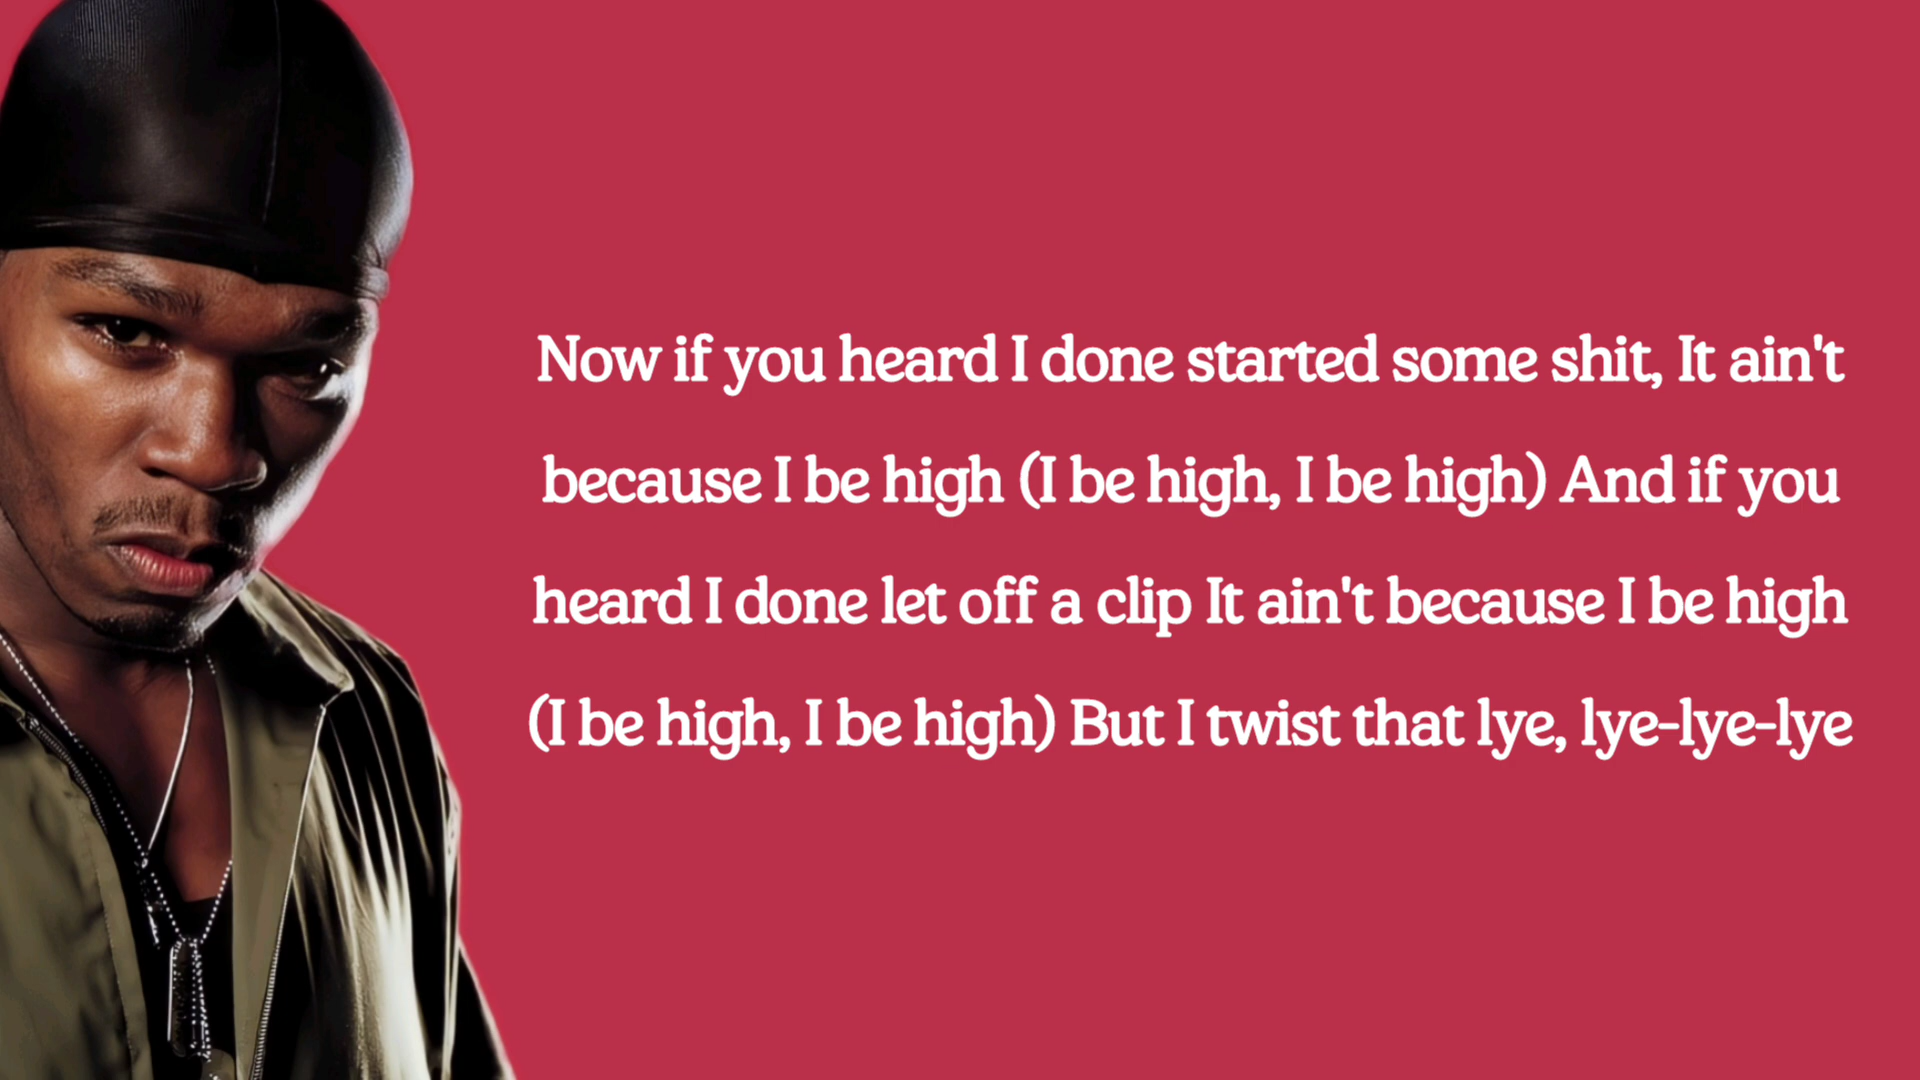 Now if you heard I done started some shit, It ain't
because I be high (I be high, I be high) And if you
heard I done let off a clip It ain't because I be high
(I be high, I be high) But I twist that lye, lye-lye-lye